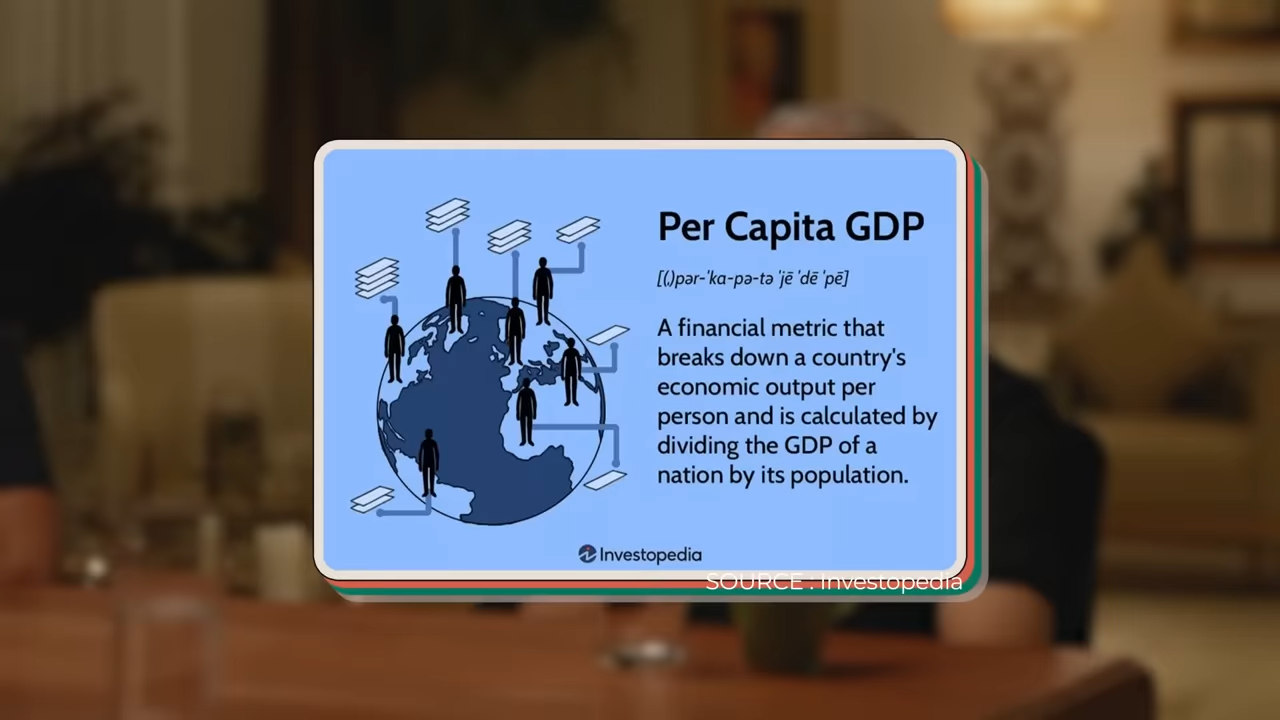 Per Capita GDP
[(ˌ)pər-ˈka-pə-tə ˈjē ˈdē ˈpē]
A financial metric that
breaks down a country's
economic output per
person and is calculated by
dividing the GDP of a
nation by its population.
Investopedia
SOURCE : Investopedia